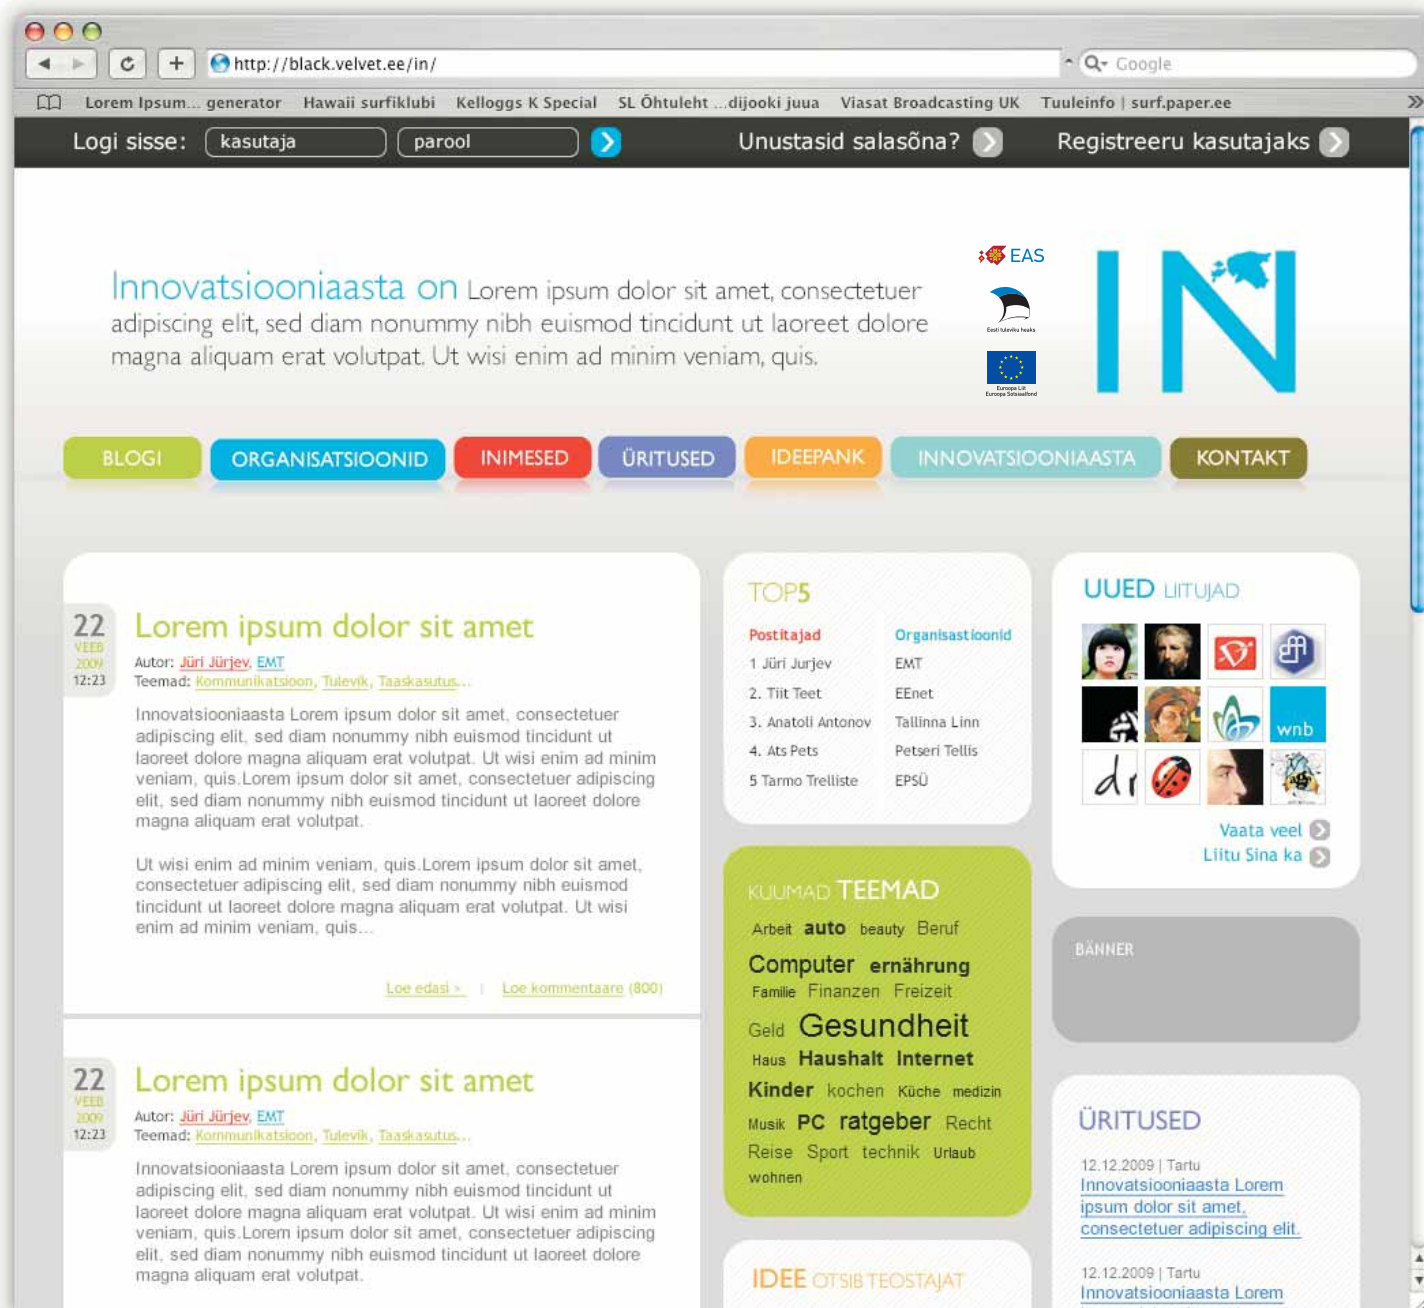 http://black.velvet.ee/in/
Google
Lorem Ipsum... generator Hawaii surfiklubi Kelloggs K Special SL Õhtuleht ...dijooki juua Viasat Broadcasting UK Tuuleinfo | surf.paper.ee
Logi sisse: kasutaja parool Unustasid salasõna? Registreeru kasutajaks
Innovatsiooniaasta on Lorem ipsum dolor sit amet, consectetuer
adipiscing elit, sed diam nonummy nibh euismod tincidunt ut laoreet dolore
magna aliquam erat volutpat. Ut wisi enim ad minim veniam, quis.
EAS
Eesti tuleviku heaks
Euroopa Liit
Euroopa Sotsiaalfond
IN
BLOGI ORGANISATSIOONID INIMESED ÜRITUSED IDEEPANK INNOVATSIOONIAASTA KONTAKT
22
VEEB
2009
12:23
Lorem ipsum dolor sit amet
Autor: Jüri Jürjev, EMT
Teemad: Kommunikatsioon, Tulevik, Taaskasutus...
Innovatsiooniaasta Lorem ipsum dolor sit amet, consectetuer
adipiscing elit, sed diam nonummy nibh euismod tincidunt ut
laoreet dolore magna aliquam erat volutpat. Ut wisi enim ad minim
veniam, quis.Lorem ipsum dolor sit amet, consectetuer adipiscing
elit, sed diam nonummy nibh euismod tincidunt ut laoreet dolore
magna aliquam erat volutpat.
Ut wisi enim ad minim veniam, quis.Lorem ipsum dolor sit amet,
consectetuer adipiscing elit, sed diam nonummy nibh euismod
tincidunt ut laoreet dolore magna aliquam erat volutpat. Ut wisi
enim ad minim veniam, quis...
Loe edasi > | Loe kommentaare (800)
22
VEEB
2009
12:23
Lorem ipsum dolor sit amet
Autor: Jüri Jürjev, EMT
Teemad: Kommunikatsioon, Tulevik, Taaskasutus...
Innovatsiooniaasta Lorem ipsum dolor sit amet, consectetuer
adipiscing elit, sed diam nonummy nibh euismod tincidunt ut
laoreet dolore magna aliquam erat volutpat. Ut wisi enim ad minim
veniam, quis.Lorem ipsum dolor sit amet, consectetuer adipiscing
elit, sed diam nonummy nibh euismod tincidunt ut laoreet dolore
magna aliquam erat volutpat.
TOP5
Postitajad Organisastioonid
1 Jüri Jurjev EMT
2. Tiit Teet EEnet
3. Anatoli Antonov Tallinna Linn
4. Ats Pets Petseri Tellis
5 Tarmo Trelliste EPSÜ
KUUMAD TEEMAD
Arbeit auto beauty Beruf
Computer ernährung
Familie Finanzen Freizeit
Geld Gesundheit
Haus Haushalt Internet
Kinder kochen Küche medizin
Musik PC ratgeber Recht
Reise Sport technik Urlaub
wohnen
IDEE OTSIB TEOSTAJAT
UUED LIITUJAD
wnb
Vaata veel
Liitu Sina ka
BÄNNER
ÜRITUSED
12.12.2009 | Tartu
Innovatsiooniaasta Lorem
ipsum dolor sit amet,
consectetuer adipiscing elit.
12.12.2009 | Tartu
Innovatsiooniaasta Lorem